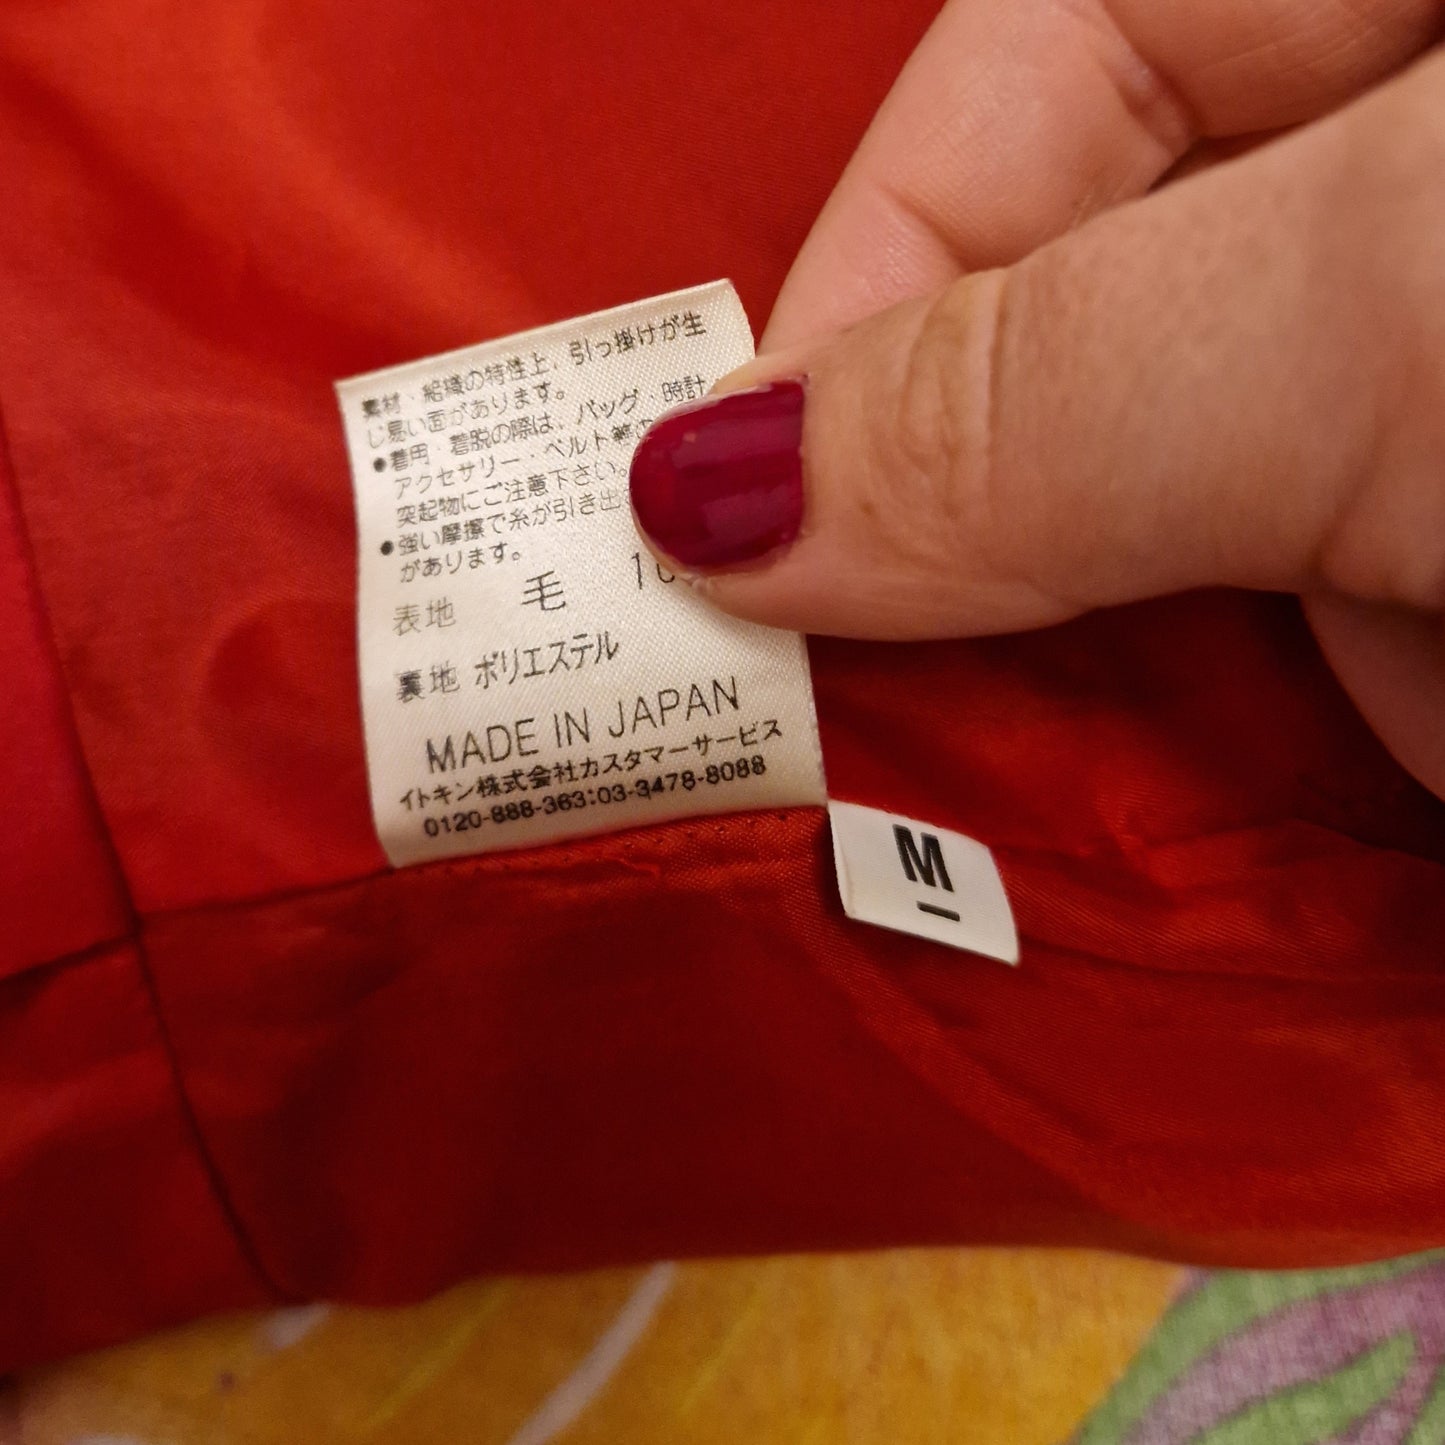 素材・組織の特性上、引っ掛けが生
じ易い面があります。
●着用・着脱の際は、バッグ・時計
アクセサリー・ベルト等
突起物にご注意下さい。
●強い摩擦で糸が引き出
があります。
表地 毛
裏地 ポリエステル
MADE IN JAPAN
イトキン株式会社カスタマーサービス
0120-888-363:03-3478-8088
M